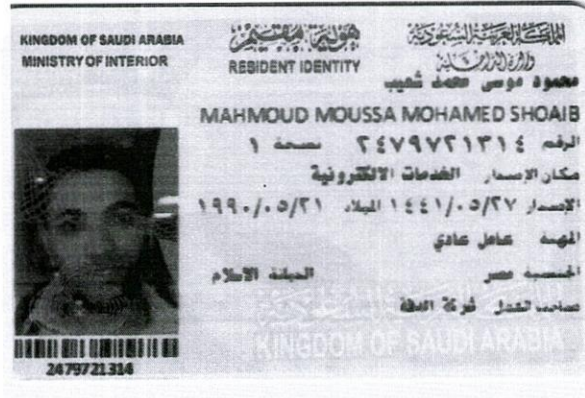 KINGDOM OF SAUDI ARABIA
MINISTRY OF INTERIOR
هوية مقيم
RESIDENT IDENTITY
المملكة العربية السعودية
وزارة الداخلية
محمود موسى محمد شعيب
MAHMOUD MOUSSA MOHAMED SHOAIB
الرقم ٢٤٧٩٧٢١٣١٤ نسخة ١
مكان الإصدار الخدمات الالكترونية
الإصدار ١٤٤١/٠٥/٢٧ الميلاد ١٩٩٠/٠٥/٢١
المهنة عامل عادي
الجنسية مصر الديانة الاسلام
صاحب العمل شركة
KINGDOM OF SAUDI ARABIA
2479721314